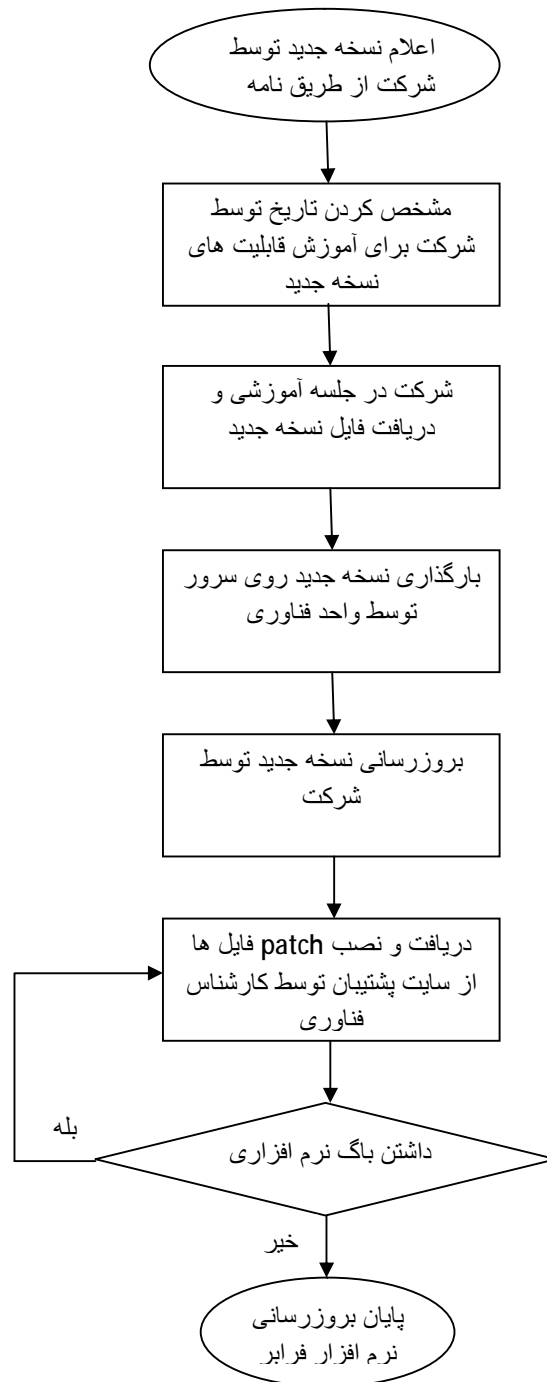 اعلام نسخه جدید توسط
شرکت از طریق نامه
مشخص کردن تاریخ توسط
شرکت برای آموزش قابلیت های
نسخه جدید
شرکت در جلسه آموزشی و
دریافت فایل نسخه جدید
بارگذاری نسخه جدید روی سرور
توسط واحد فناوری
بروزرسانی نسخه جدید توسط
شرکت
دریافت و نصب patch فایل ها
از سایت پشتیبان توسط کارشناس
فناوری
بله
داشتن باگ نرم افزاری
خیر
پایان بروزرسانی
نرم افزار فرابر